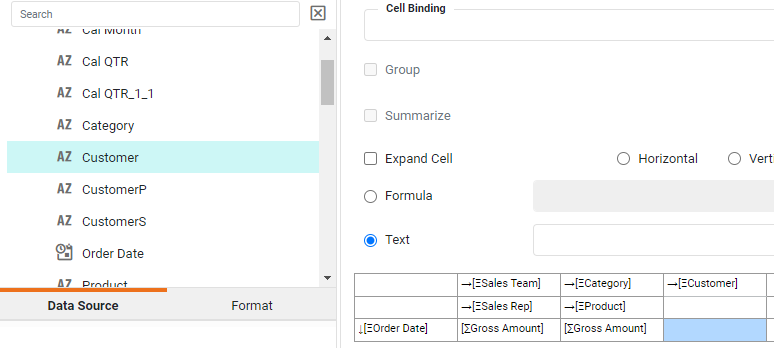 Search
Cal Month
AZ Cal QTR
AZ Cal QTR_1_1
AZ Category
AZ Customer
AZ CustomerP
AZ CustomerS
Order Date
AZ Product
Data Source Format
Cell Binding
Group
Summarize
Expand Cell Horizontal Vert
Formula
Text
→[ΞSales Team] →[ΞCategory] →[ΞCustomer]
→[ΞSales Rep] →[ΞProduct]
↓[ΞOrder Date] [ΣGross Amount] [ΣGross Amount]